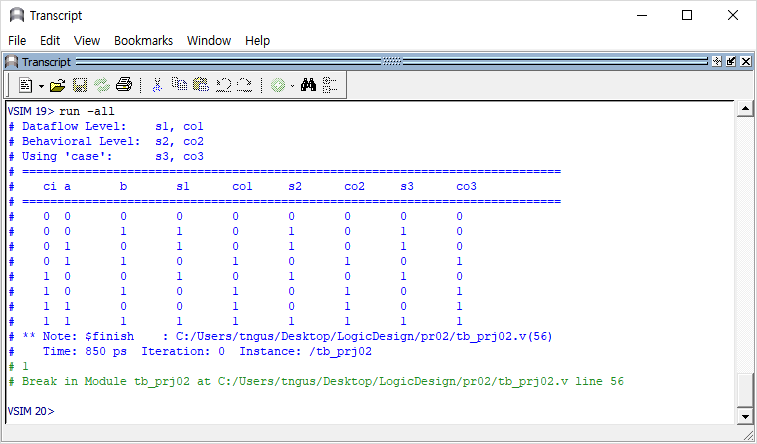 Transcript
File Edit View Bookmarks Window Help
Transcript
VSIM 19> run -all
# Dataflow Level:    s1, co1
# Behavioral Level:  s2, co2
# Using 'case':      s3, co3
# =============================================================================
#    ci a       b       s1      co1     s2      co2     s3      co3
# =============================================================================
#    0  0       0       0       0       0       0       0       0
#    0  0       1       1       0       1       0       1       0
#    0  1       0       1       0       1       0       1       0
#    0  1       1       0       1       0       1       0       1
#    1  0       0       1       0       1       0       1       0
#    1  0       1       0       1       0       1       0       1
#    1  1       0       0       1       0       1       0       1
#    1  1       1       1       1       1       1       1       1
# ** Note: $finish    : C:/Users/tngus/Desktop/LogicDesign/pr02/tb_prj02.v(56)
#    Time: 850 ps  Iteration: 0  Instance: /tb_prj02
# 1
# Break in Module tb_prj02 at C:/Users/tngus/Desktop/LogicDesign/pr02/tb_prj02.v line 56
VSIM 20>